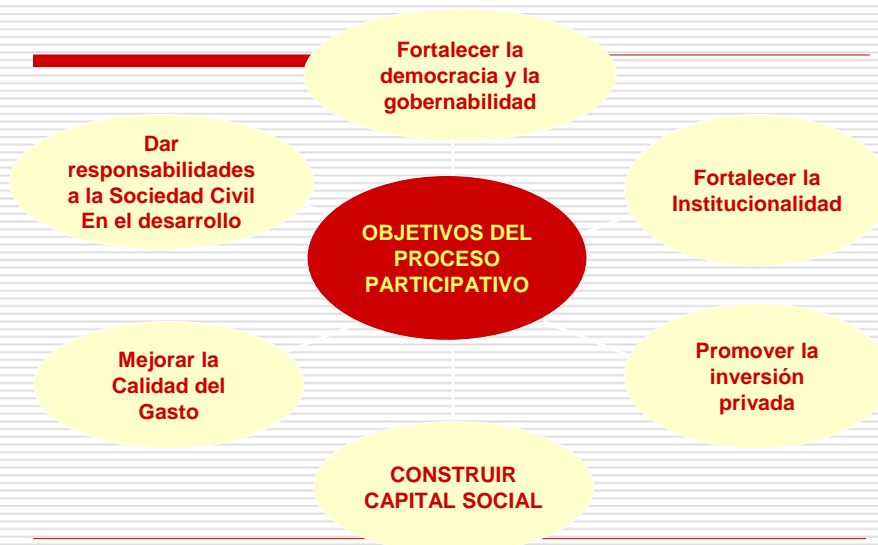 Fortalecer la
democracia y la
gobernabilidad
Dar
responsabilidades
a la Sociedad Civil
En el desarrollo
Fortalecer la
Institucionalidad
OBJETIVOS DEL
PROCESO
PARTICIPATIVO
Mejorar la
Calidad del
Gasto
Promover la
inversión
privada
CONSTRUIR
CAPITAL SOCIAL